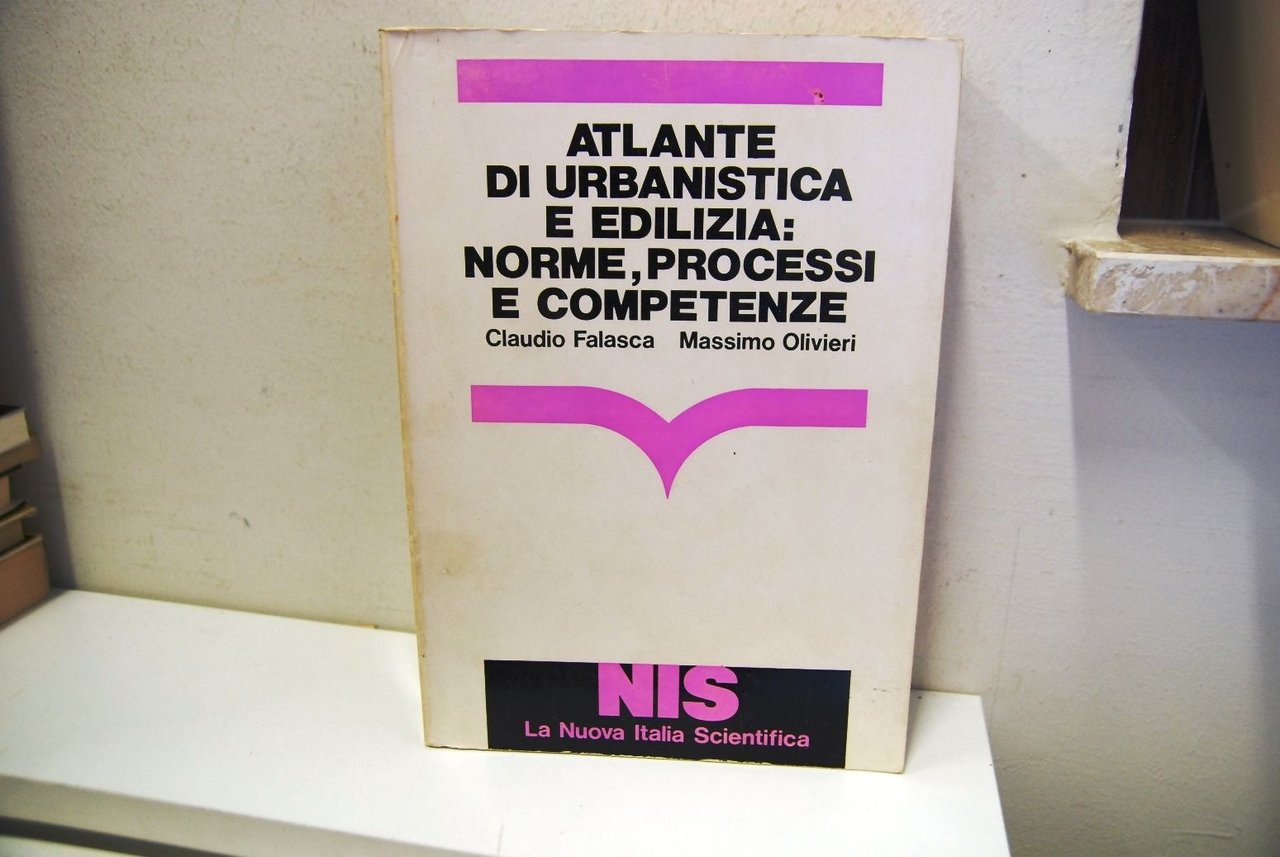 ATLANTE
DI URBANISTICA
E EDILIZIA:
NORME, PROCESSI
E COMPETENZE
Claudio Falasca Massimo Olivieri
NIS
La Nuova Italia Scientifica